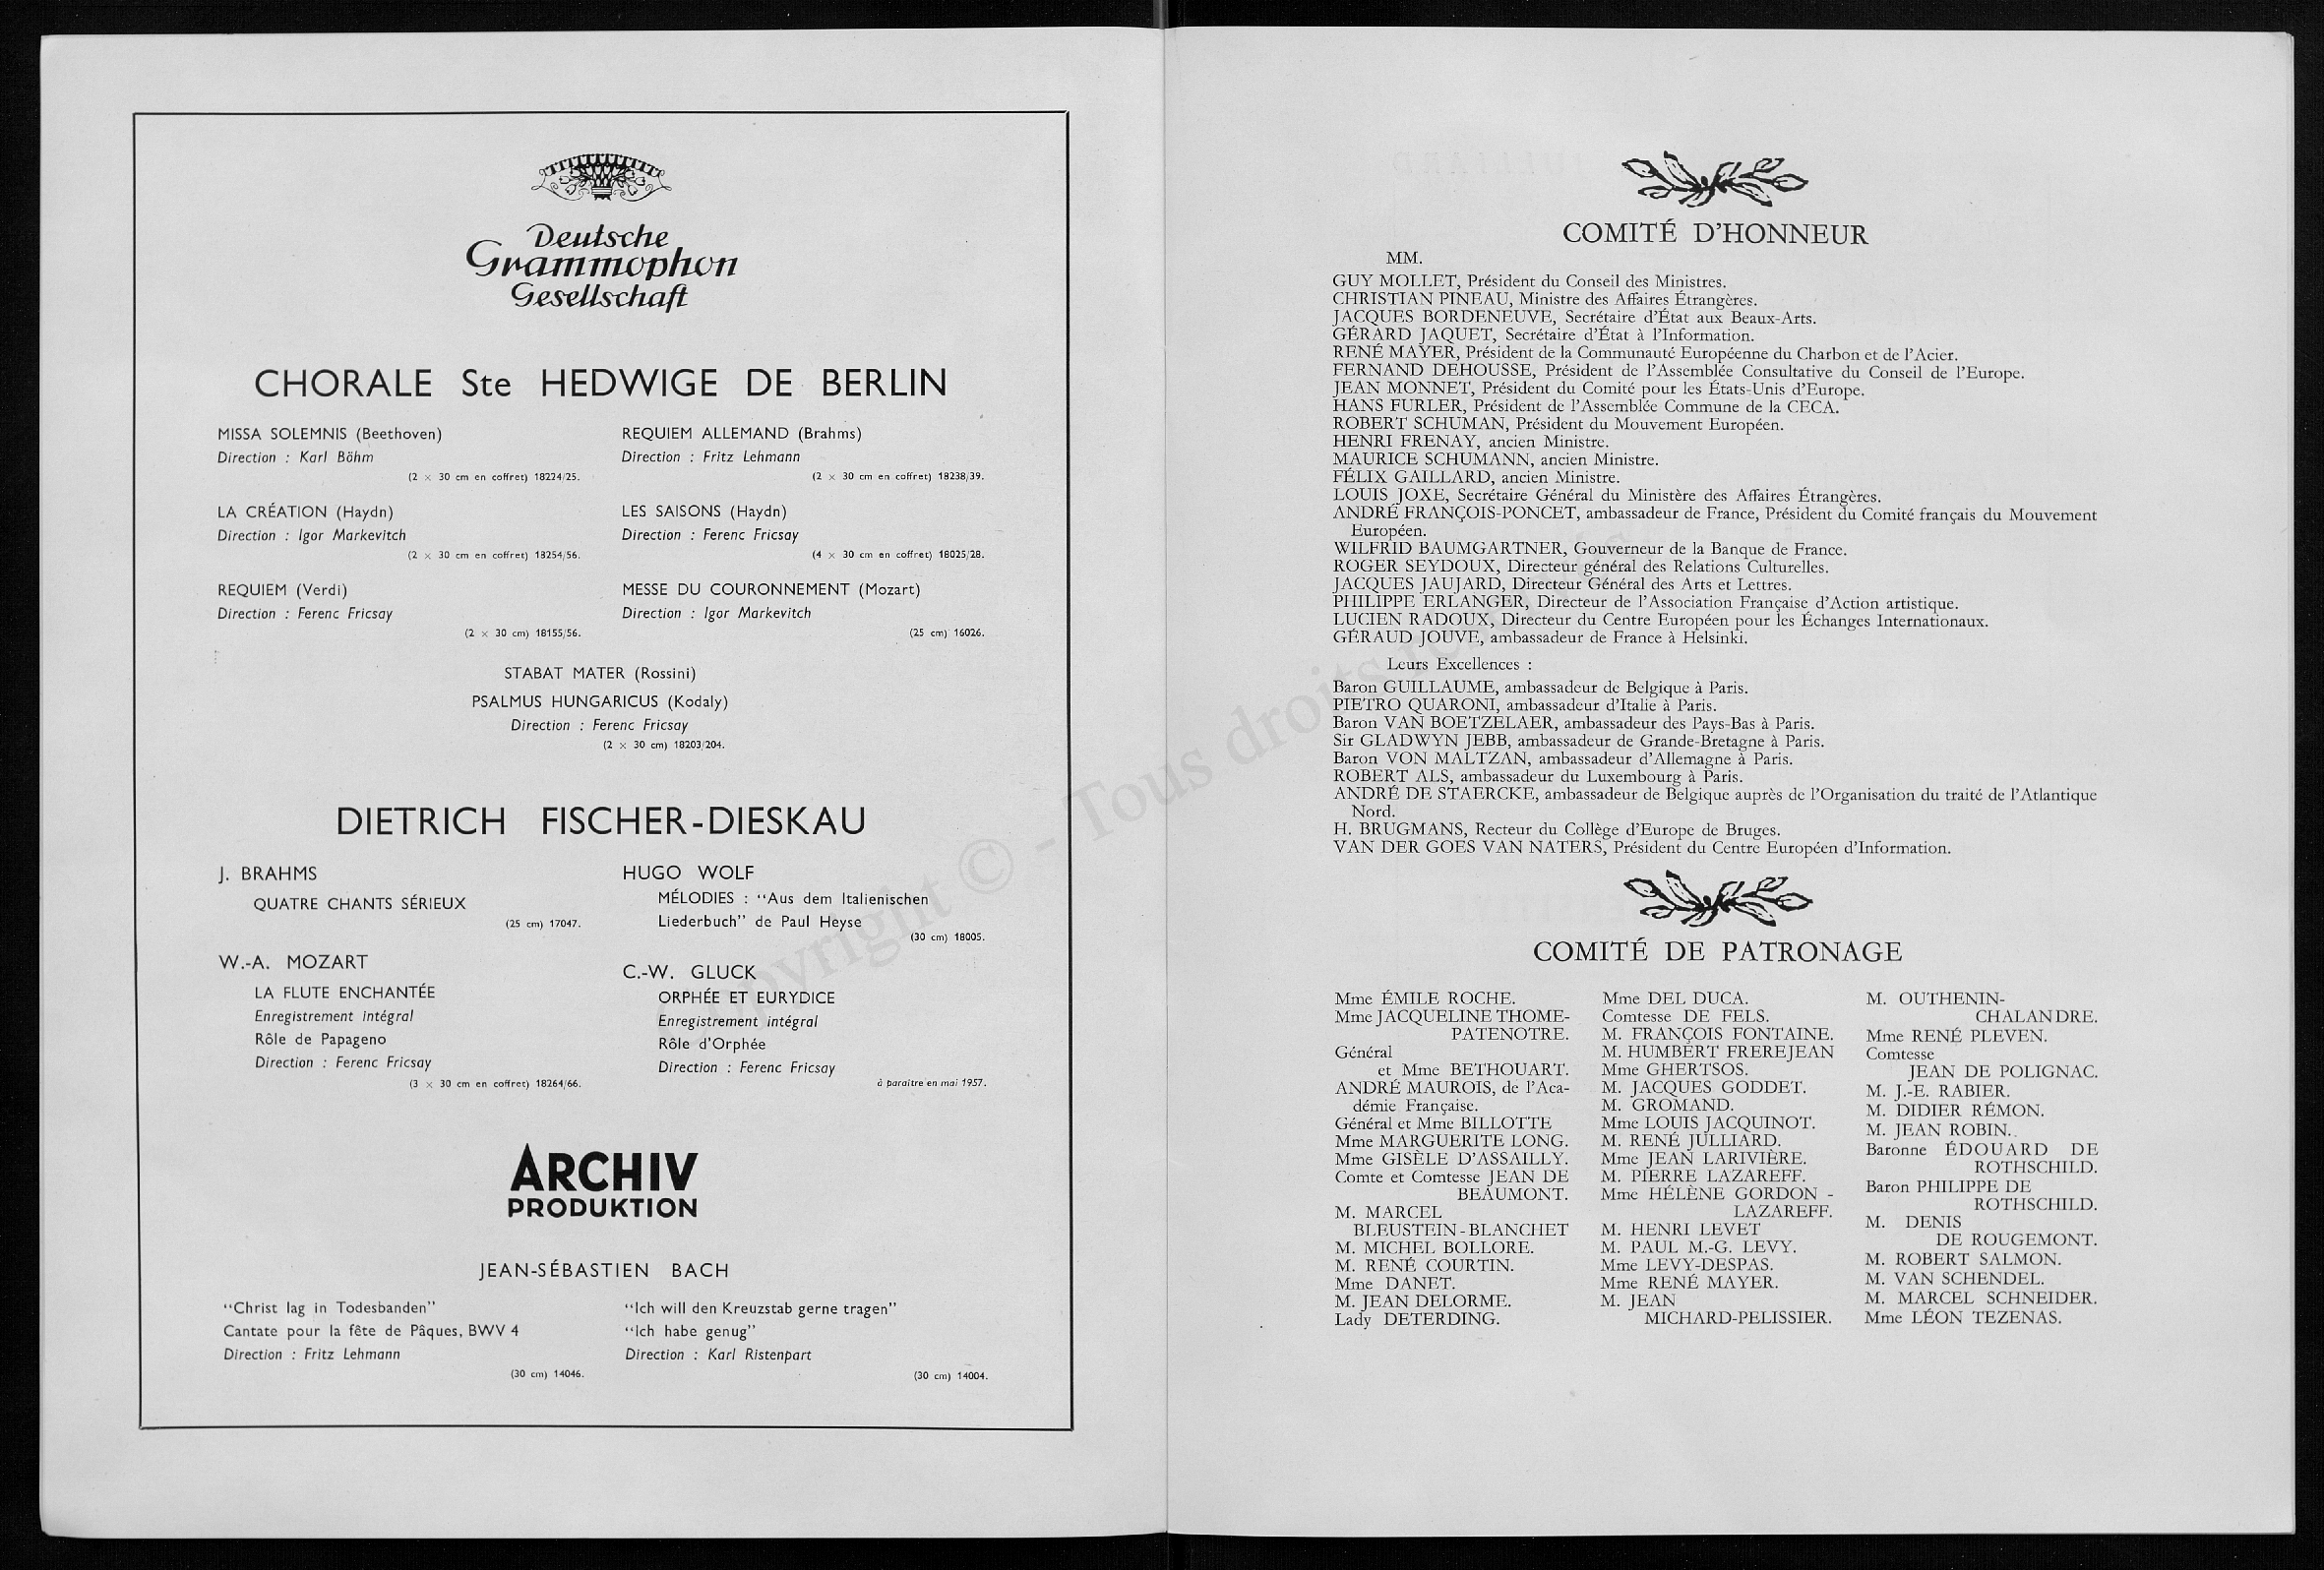 Deutsche
Grammophon
Gesellschaft
CHORALE Ste HEDWIGE DE BERLIN
MISSA SOLEMNIS (Beethoven)
Direction : Karl Böhm
(2 × 30 cm en coffret) 18224/25.
REQUIEM ALLEMAND (Brahms)
Direction : Fritz Lehmann
(2 × 30 cm en coffret) 18238/39.
LA CRÉATION (Haydn)
Direction : Igor Markevitch
(2 × 30 cm en coffret) 18254/56.
LES SAISONS (Haydn)
Direction : Ferenc Fricsay
(4 × 30 cm en coffret) 18025/28.
REQUIEM (Verdi)
Direction : Ferenc Fricsay
(2 × 30 cm) 18155/56.
MESSE DU COURONNEMENT (Mozart)
Direction : Igor Markevitch
(25 cm) 16026.
STABAT MATER (Rossini)
PSALMUS HUNGARICUS (Kodaly)
Direction : Ferenc Fricsay
(2 × 30 cm) 18203/204.
DIETRICH FISCHER-DIESKAU
J. BRAHMS
QUATRE CHANTS SÉRIEUX
(25 cm) 17047.
W.-A. MOZART
LA FLUTE ENCHANTÉE
Enregistrement intégral
Rôle de Papageno
Direction : Ferenc Fricsay
(3 × 30 cm en coffret) 18264/66.
HUGO WOLF
MÉLODIES : "Aus dem Italienischen
Liederbuch" de Paul Heyse
(30 cm) 18005.
C.-W. GLUCK
ORPHÉE ET EURYDICE
Enregistrement intégral
Rôle d'Orphée
Direction : Ferenc Fricsay
à paraître en mai 1957.
ARCHIV
PRODUKTION
JEAN-SÉBASTIEN BACH
"Christ lag in Todesbanden"
Cantate pour la fête de Pâques, BWV 4
Direction : Fritz Lehmann
(30 cm) 14046.
"Ich will den Kreuzstab gerne tragen"
"Ich habe genug"
Direction : Karl Ristenpart
(30 cm) 14004.
COMITÉ D'HONNEUR
MM.
GUY MOLLET, Président du Conseil des Ministres.
CHRISTIAN PINEAU, Ministre des Affaires Étrangères.
JACQUES BORDENEUVE, Secrétaire d'État aux Beaux-Arts.
GÉRARD JAQUET, Secrétaire d'État à l'Information.
RENÉ MAYER, Président de la Communauté Européenne du Charbon et de l'Acier.
FERNAND DEHOUSSE, Président de l'Assemblée Consultative du Conseil de l'Europe.
JEAN MONNET, Président du Comité pour les États-Unis d'Europe.
HANS FURLER, Président de l'Assemblée Commune de la CECA.
ROBERT SCHUMAN, Président du Mouvement Européen.
HENRI FRENAY, ancien Ministre.
MAURICE SCHUMANN, ancien Ministre.
FÉLIX GAILLARD, ancien Ministre.
LOUIS JOXE, Secrétaire Général du Ministère des Affaires Étrangères.
ANDRÉ FRANÇOIS-PONCET, ambassadeur de France, Président du Comité français du Mouvement
Européen.
WILFRID BAUMGARTNER, Gouverneur de la Banque de France.
ROGER SEYDOUX, Directeur général des Relations Culturelles.
JACQUES JAUJARD, Directeur Général des Arts et Lettres.
PHILIPPE ERLANGER, Directeur de l'Association Française d'Action artistique.
LUCIEN RADOUX, Directeur du Centre Européen pour les Échanges Internationaux.
GÉRAUD JOUVE, ambassadeur de France à Helsinki.
Leurs Excellences :
Baron GUILLAUME, ambassadeur de Belgique à Paris.
PIETRO QUARONI, ambassadeur d'Italie à Paris.
Baron VAN BOETZELAER, ambassadeur des Pays-Bas à Paris.
Sir GLADWYN JEBB, ambassadeur de Grande-Bretagne à Paris.
Baron VON MALTZAN, ambassadeur d'Allemagne à Paris.
ROBERT ALS, ambassadeur du Luxembourg à Paris.
ANDRÉ DE STAERCKE, ambassadeur de Belgique auprès de l'Organisation du traité de l'Atlantique
Nord.
H. BRUGMANS, Recteur du Collège d'Europe de Bruges.
VAN DER GOES VAN NATERS, Président du Centre Européen d'Information.
COMITÉ DE PATRONAGE
Mme ÉMILE ROCHE.
Mme JACQUELINE THOME-
PATENOTRE.
Général
et Mme BETHOUART.
ANDRÉ MAUROIS, de l'Aca-
démie Française.
Général et Mme BILLOTTE
Mme MARGUERITE LONG.
Mme GISÈLE D'ASSAILLY.
Comte et Comtesse JEAN DE
BEAUMONT.
M. MARCEL
BLEUSTEIN-BLANCHET
M. MICHEL BOLLORE.
M. RENÉ COURTIN.
Mme DANET.
M. JEAN DELORME.
Lady DETERDING.
Mme DEL DUCA.
Comtesse DE FELS.
M. FRANÇOIS FONTAINE.
M. HUMBERT FREREJEAN
Mme GHERTSOS.
M. JACQUES GODDET.
M. GROMAND.
Mme LOUIS JACQUINOT.
M. RENÉ JULLIARD.
Mme JEAN LARIVIÈRE.
M. PIERRE LAZAREFF.
Mme HÉLÈNE GORDON -
LAZAREFF.
M. HENRI LEVET
M. PAUL M.-G. LEVY.
Mme LEVY-DESPAS.
Mme RENÉ MAYER.
M. JEAN
MICHARD-PELISSIER.
M. OUTHENIN-
CHALANDRE.
Mme RENÉ PLEVEN.
Comtesse
JEAN DE POLIGNAC.
M. J.-E. RABIER.
M. DIDIER RÉMON.
M. JEAN ROBIN.
Baronne ÉDOUARD DE
ROTHSCHILD.
Baron PHILIPPE DE
ROTHSCHILD.
M. DENIS
DE ROUGEMONT.
M. ROBERT SALMON.
M. VAN SCHENDEL.
M. MARCEL SCHNEIDER.
Mme LÉON TEZENAS.
Copyright © - Tous droits